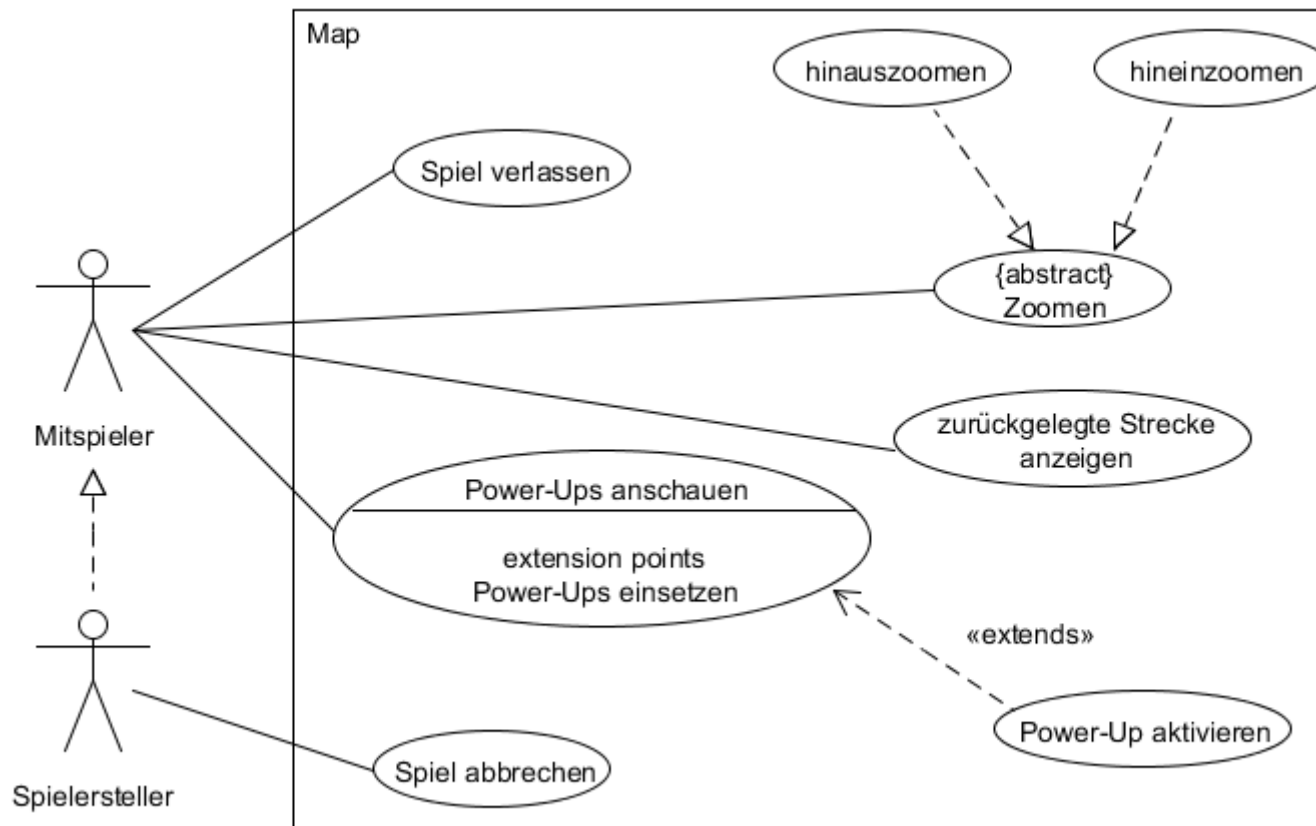 Map
hinauszoomen
hineinzoomen
Spiel verlassen
{abstract}
Zoomen
Mitspieler
zurückgelegte Strecke
anzeigen
Power-Ups anschauen
extension points
Power-Ups einsetzen
«extends»
Power-Up aktivieren
Spiel abbrechen
Spielersteller